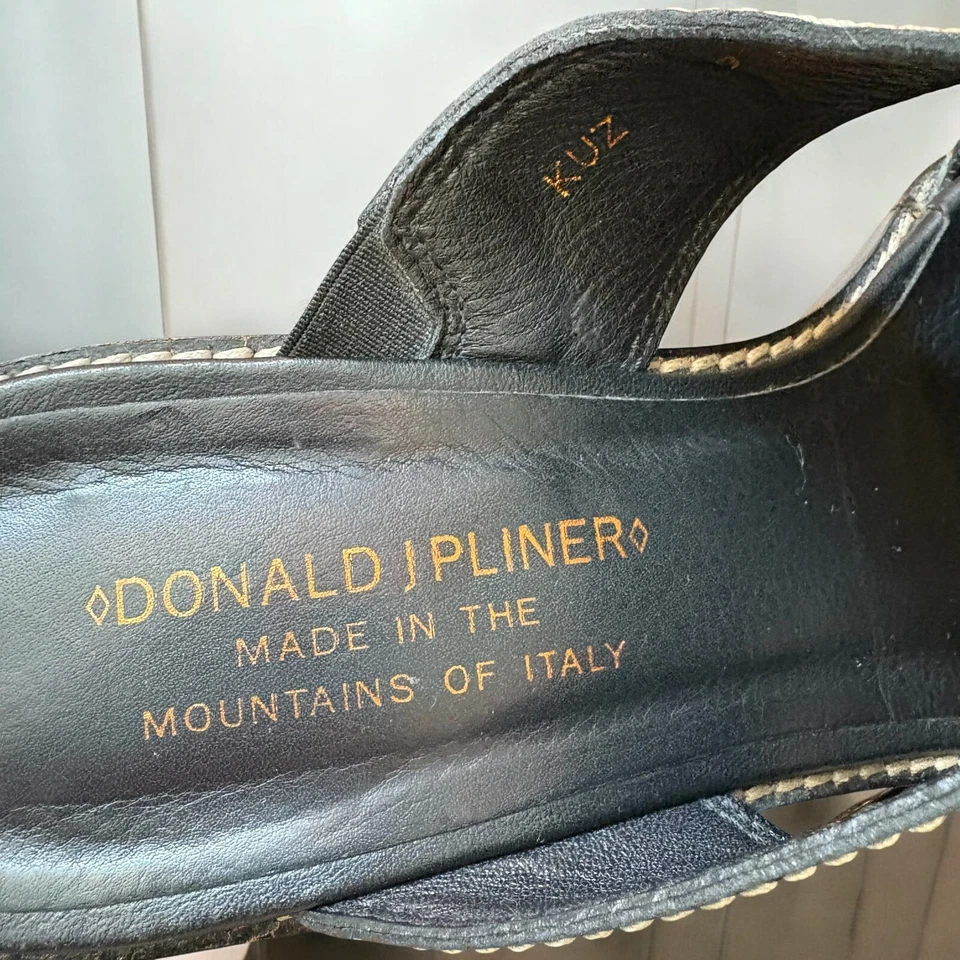 KUZ
◊DONALD J PLINER◊
MADE IN THE
MOUNTAINS OF ITALY